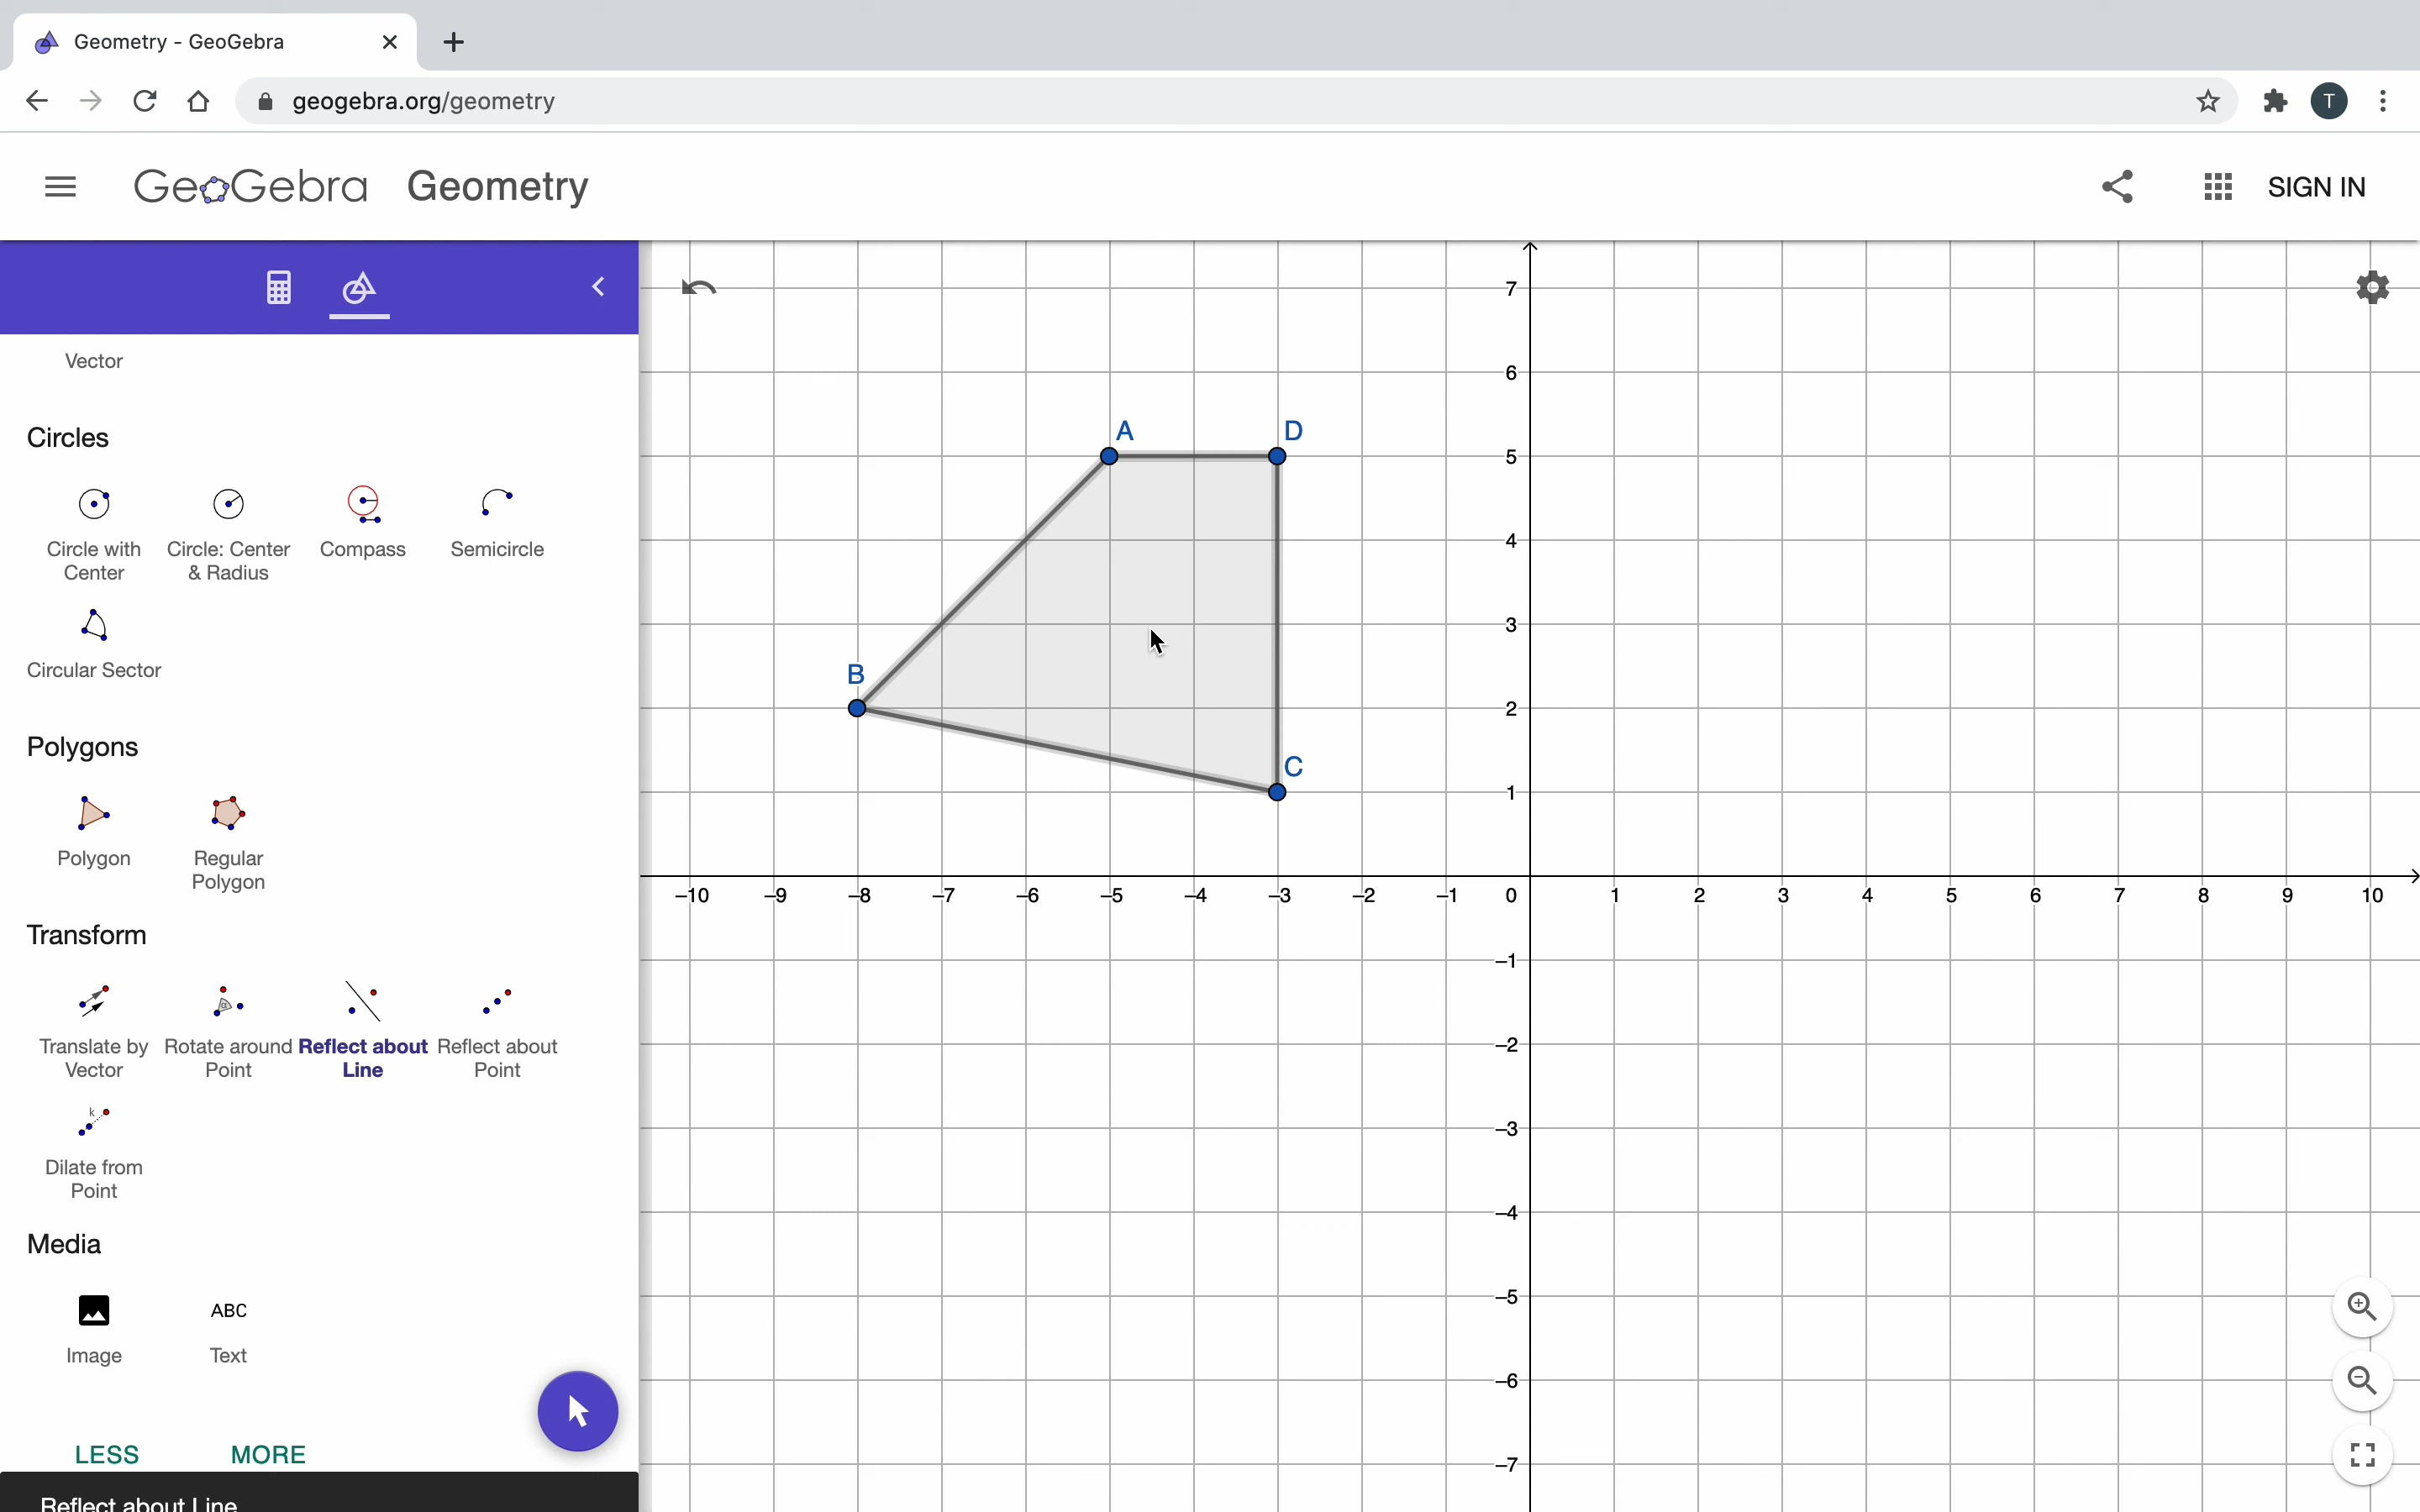 Geometry - GeoGebra
geogebra.org/geometry
T
GeoGebra Geometry
SIGN IN
Vector
Circles
Circle with Center
Circle: Center & Radius
Compass
Semicircle
Circular Sector
Polygons
Polygon
Regular Polygon
Transform
Translate by Vector
Rotate around Point
Reflect about Line
Reflect about Point
k
Dilate from Point
Media
Image
ABC
Text
LESS
MORE
Reflect about Line
A
D
B
C
7
6
5
4
3
2
1
−10 −9 −8 −7 −6 −5 −4 −3 −2 −1 0 1 2 3 4 5 6 7 8 9 10
−1
−2
−3
−4
−5
−6
−7